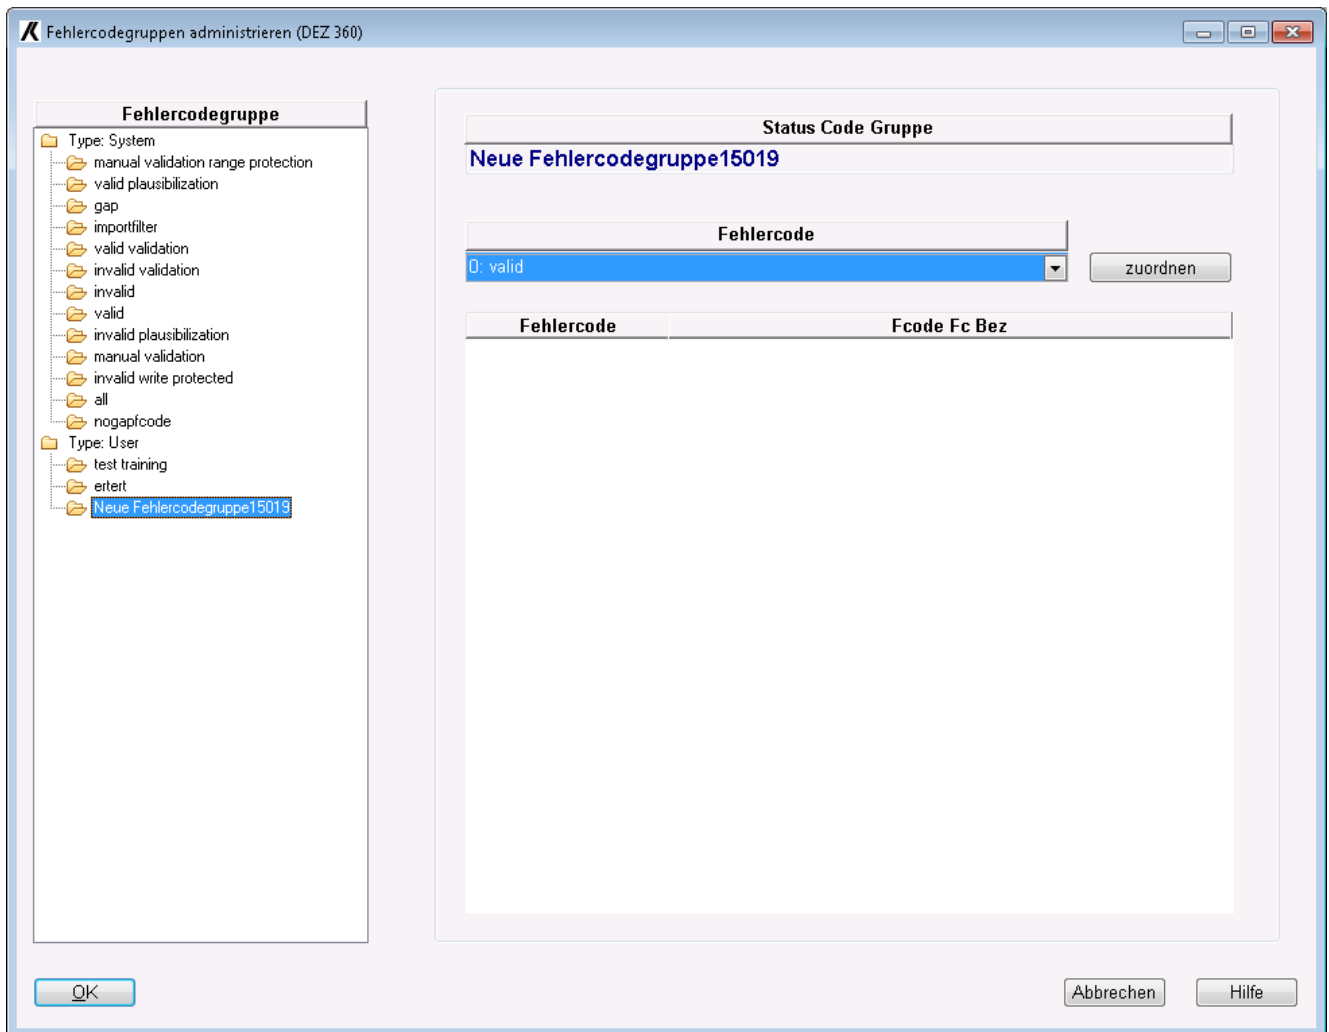 Fehlercodegruppen administrieren (DEZ 360)
Fehlercodegruppe
Type: System
manual validation range protection
valid plausibilization
gap
importfilter
valid validation
invalid validation
invalid
valid
invalid plausibilization
manual validation
invalid write protected
all
nogapfcode
Type: User
test training
ertert
Neue Fehlercodegruppe15019
Status Code Gruppe
Neue Fehlercodegruppe15019
Fehlercode
0: valid
zuordnen
Fehlercode Fcode Fc Bez
OK Abbrechen Hilfe